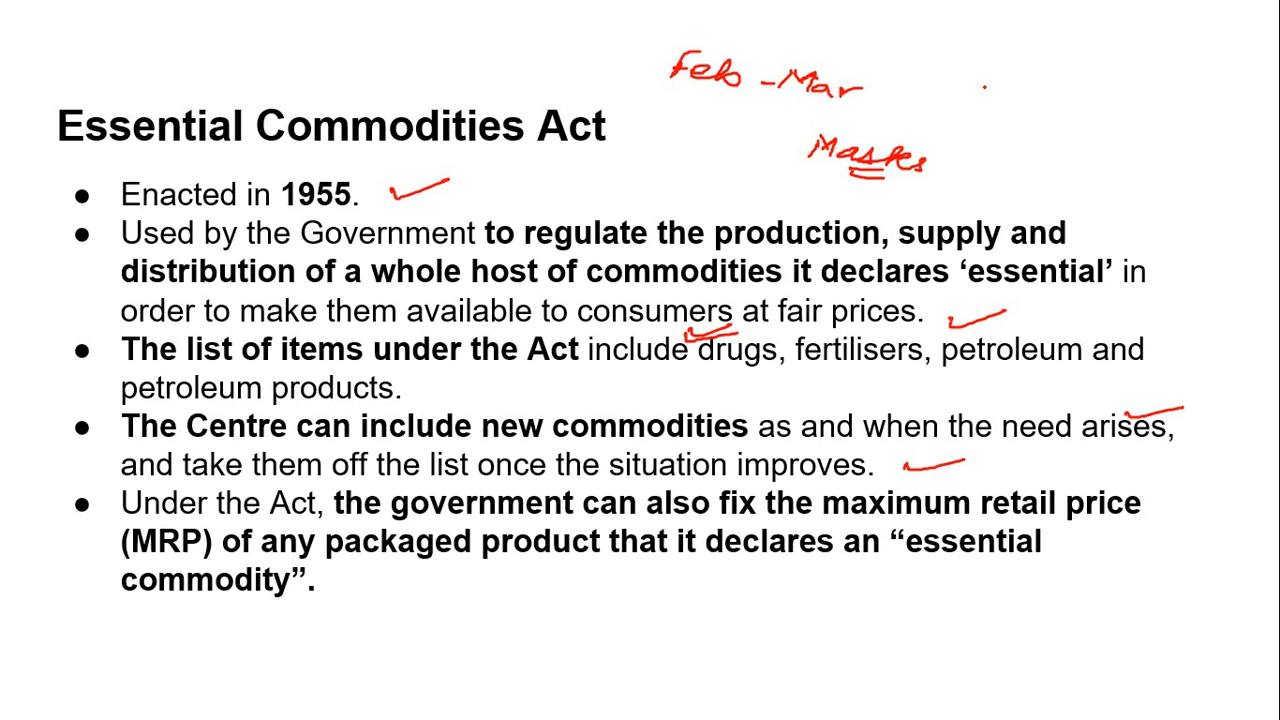 Feb - Mar
Essential Commodities Act
Masks
● Enacted in 1955.
● Used by the Government to regulate the production, supply and
distribution of a whole host of commodities it declares ‘essential’ in
order to make them available to consumers at fair prices.
● The list of items under the Act include drugs, fertilisers, petroleum and
petroleum products.
● The Centre can include new commodities as and when the need arises,
and take them off the list once the situation improves.
● Under the Act, the government can also fix the maximum retail price
(MRP) of any packaged product that it declares an “essential
commodity”.